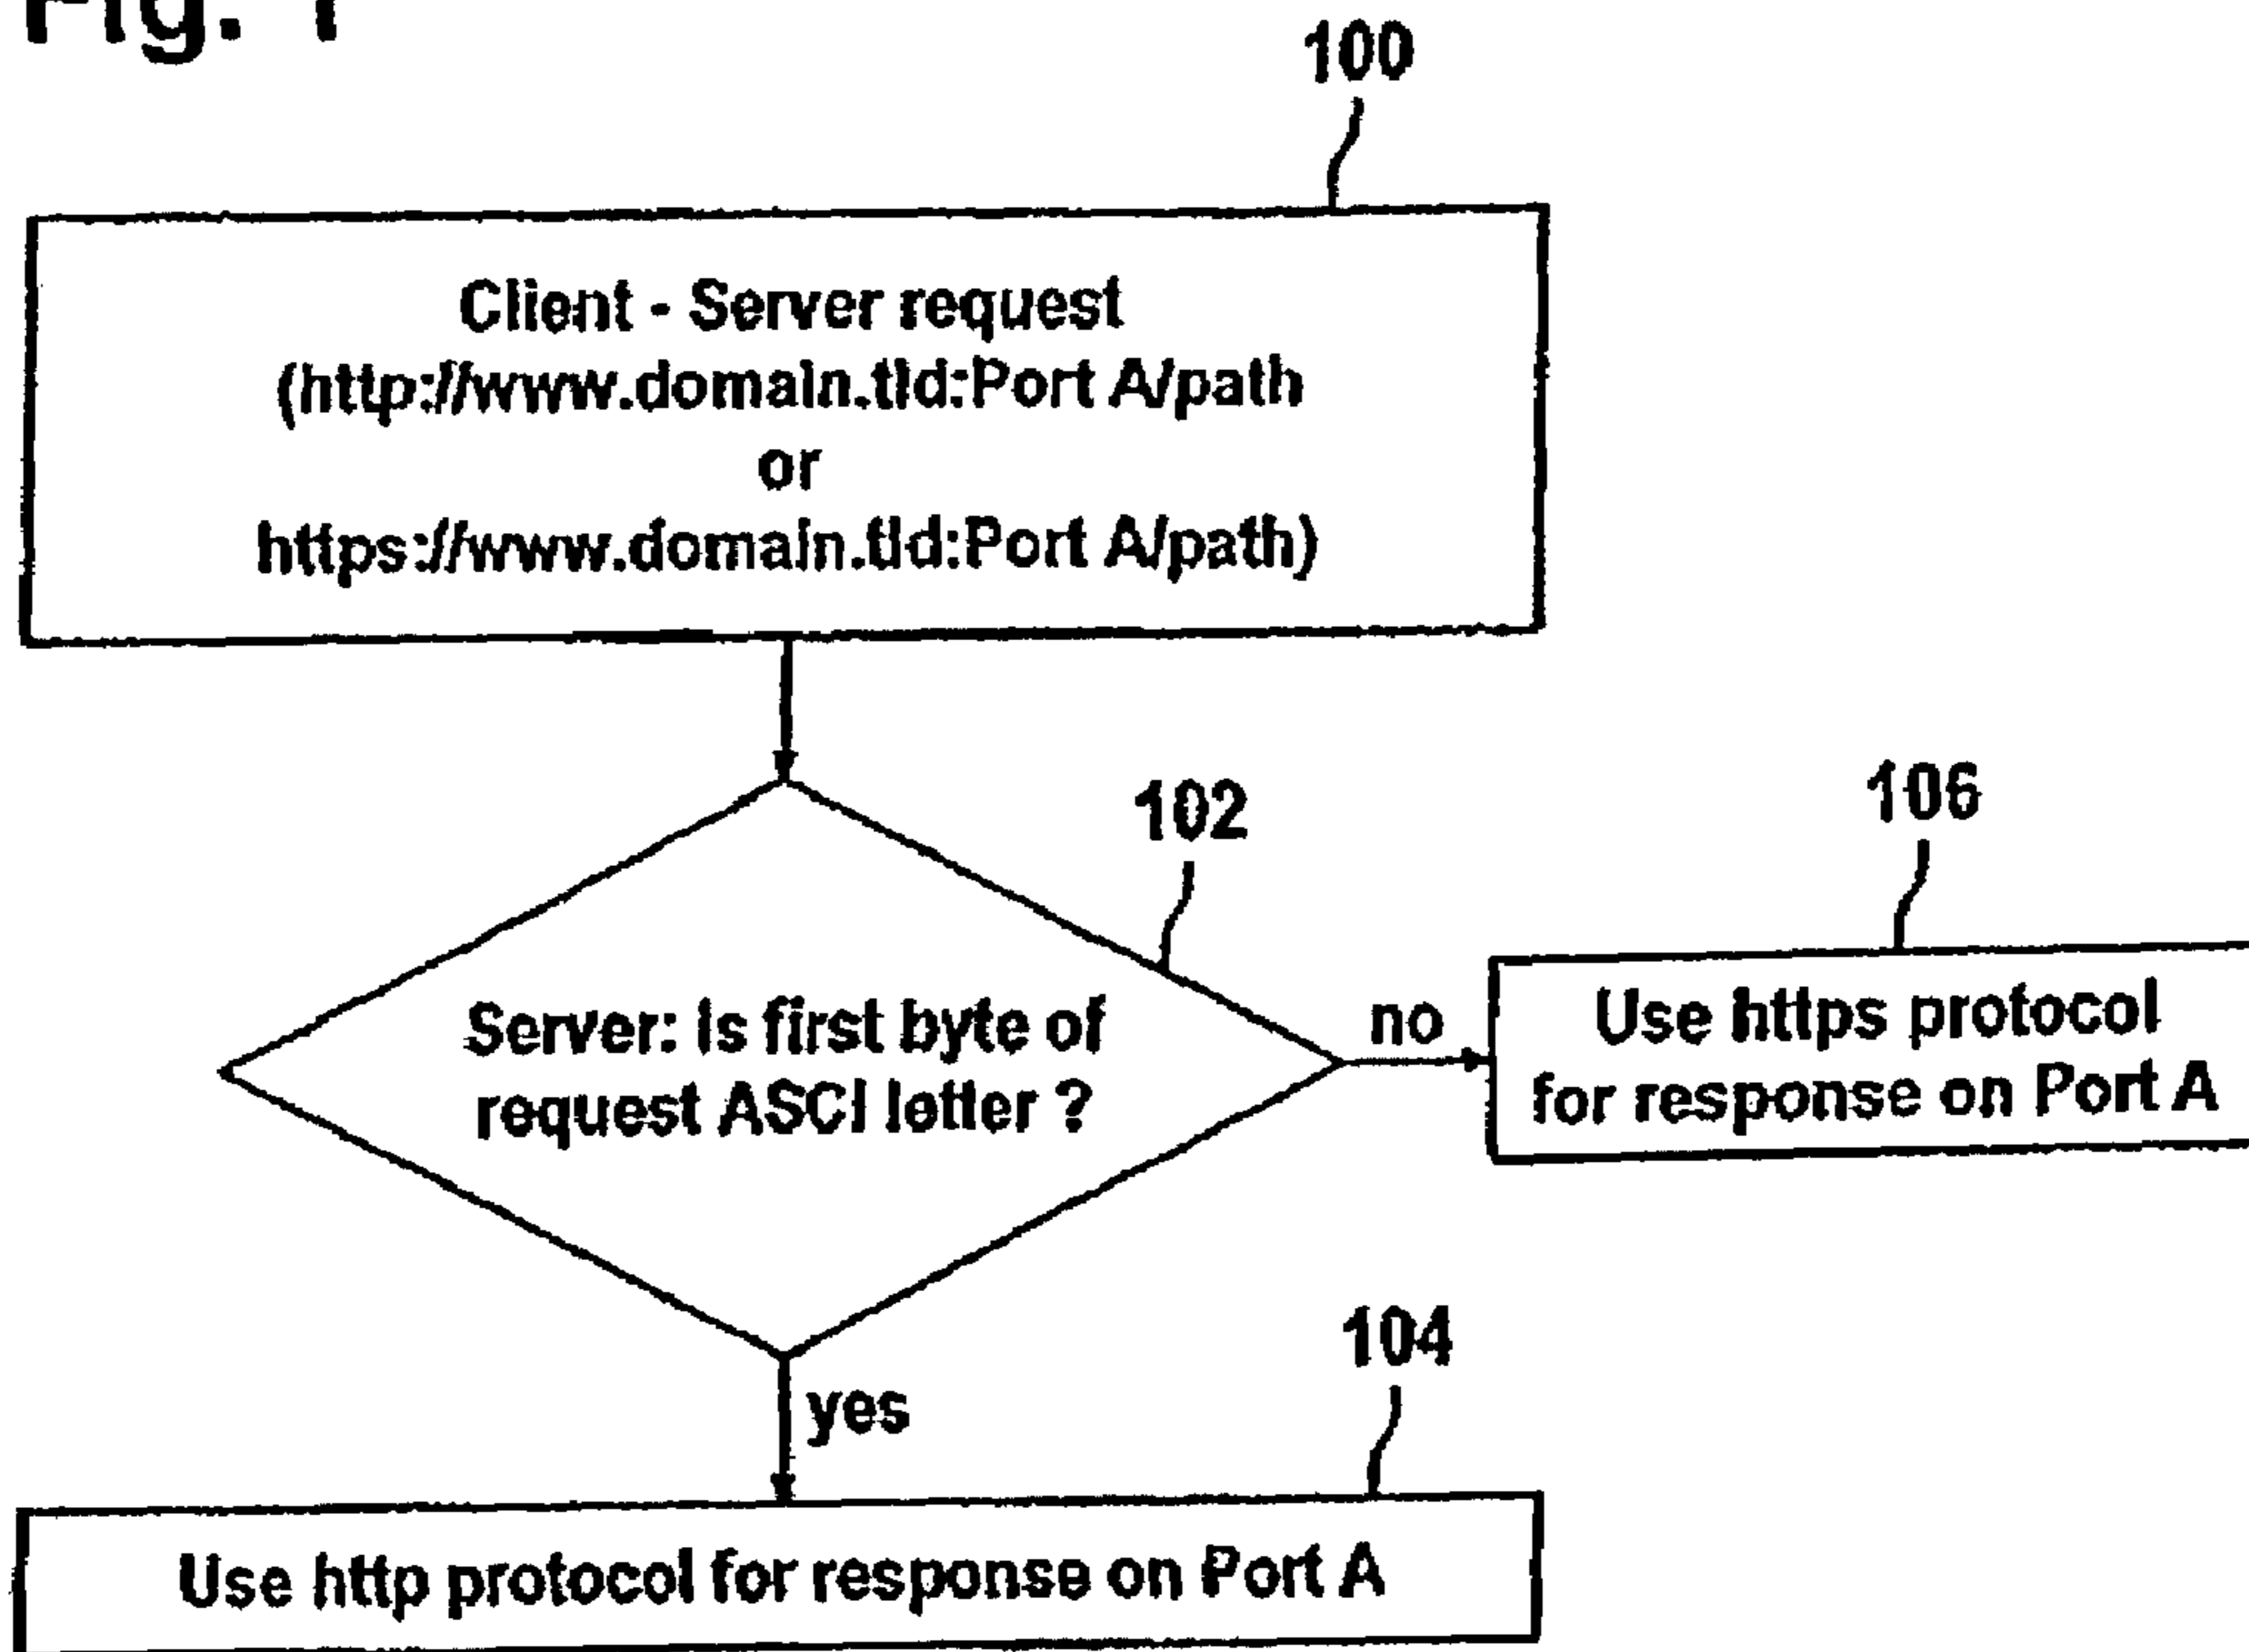 Fig. 1
100
Client - Server request
(http://www.domain.tld:Port A/path
or
https://www.domain.tld:Port A/path)
102
106
Server: Is first byte of
request ASCI letter ?
no
Use https protocol
for response on Port A
yes
104
Use http protocol for response on Port A